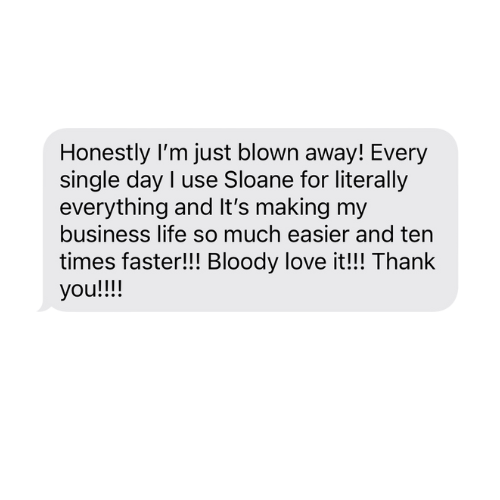 Honestly I’m just blown away! Every
single day I use Sloane for literally
everything and It’s making my
business life so much easier and ten
times faster!!! Bloody love it!!! Thank
you!!!!